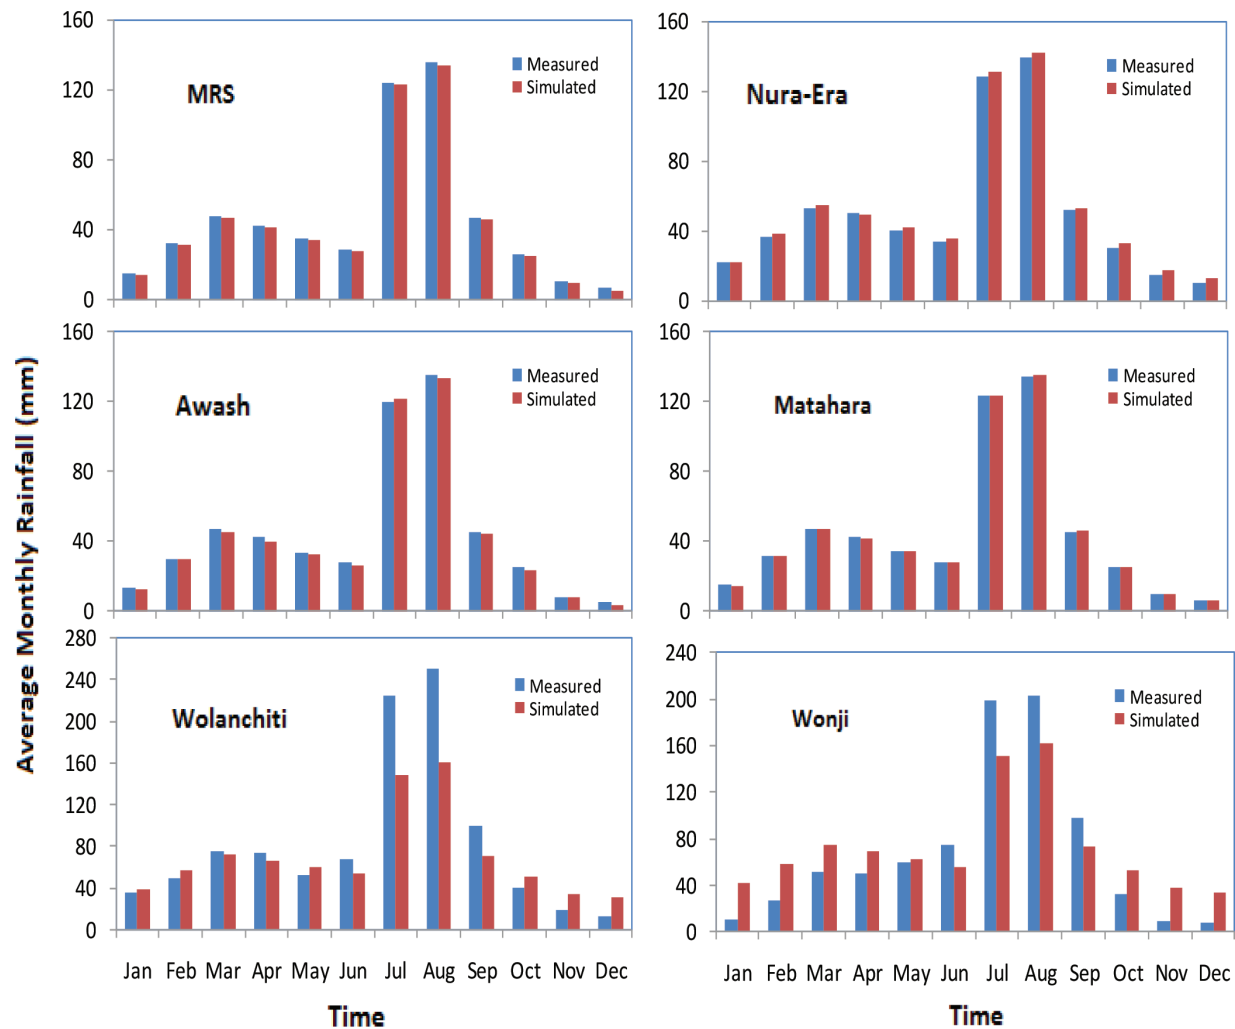 Average Monthly Rainfall (mm)
MRS
Measured
Simulated
160
120
80
40
0
Nura-Era
Measured
Simulated
160
120
80
40
0
Awash
Measured
Simulated
160
120
80
40
0
Matahara
Measured
Simulated
160
120
80
40
0
Wolanchiti
Measured
Simulated
280
240
200
160
120
80
40
0
Jan Feb Mar Apr May Jun Jul Aug Sep Oct Nov Dec
Time
Wonji
Measured
Simulated
240
200
160
120
80
40
0
Jan Feb Mar Apr May Jun Jul Aug Sep Oct Nov Dec
Time